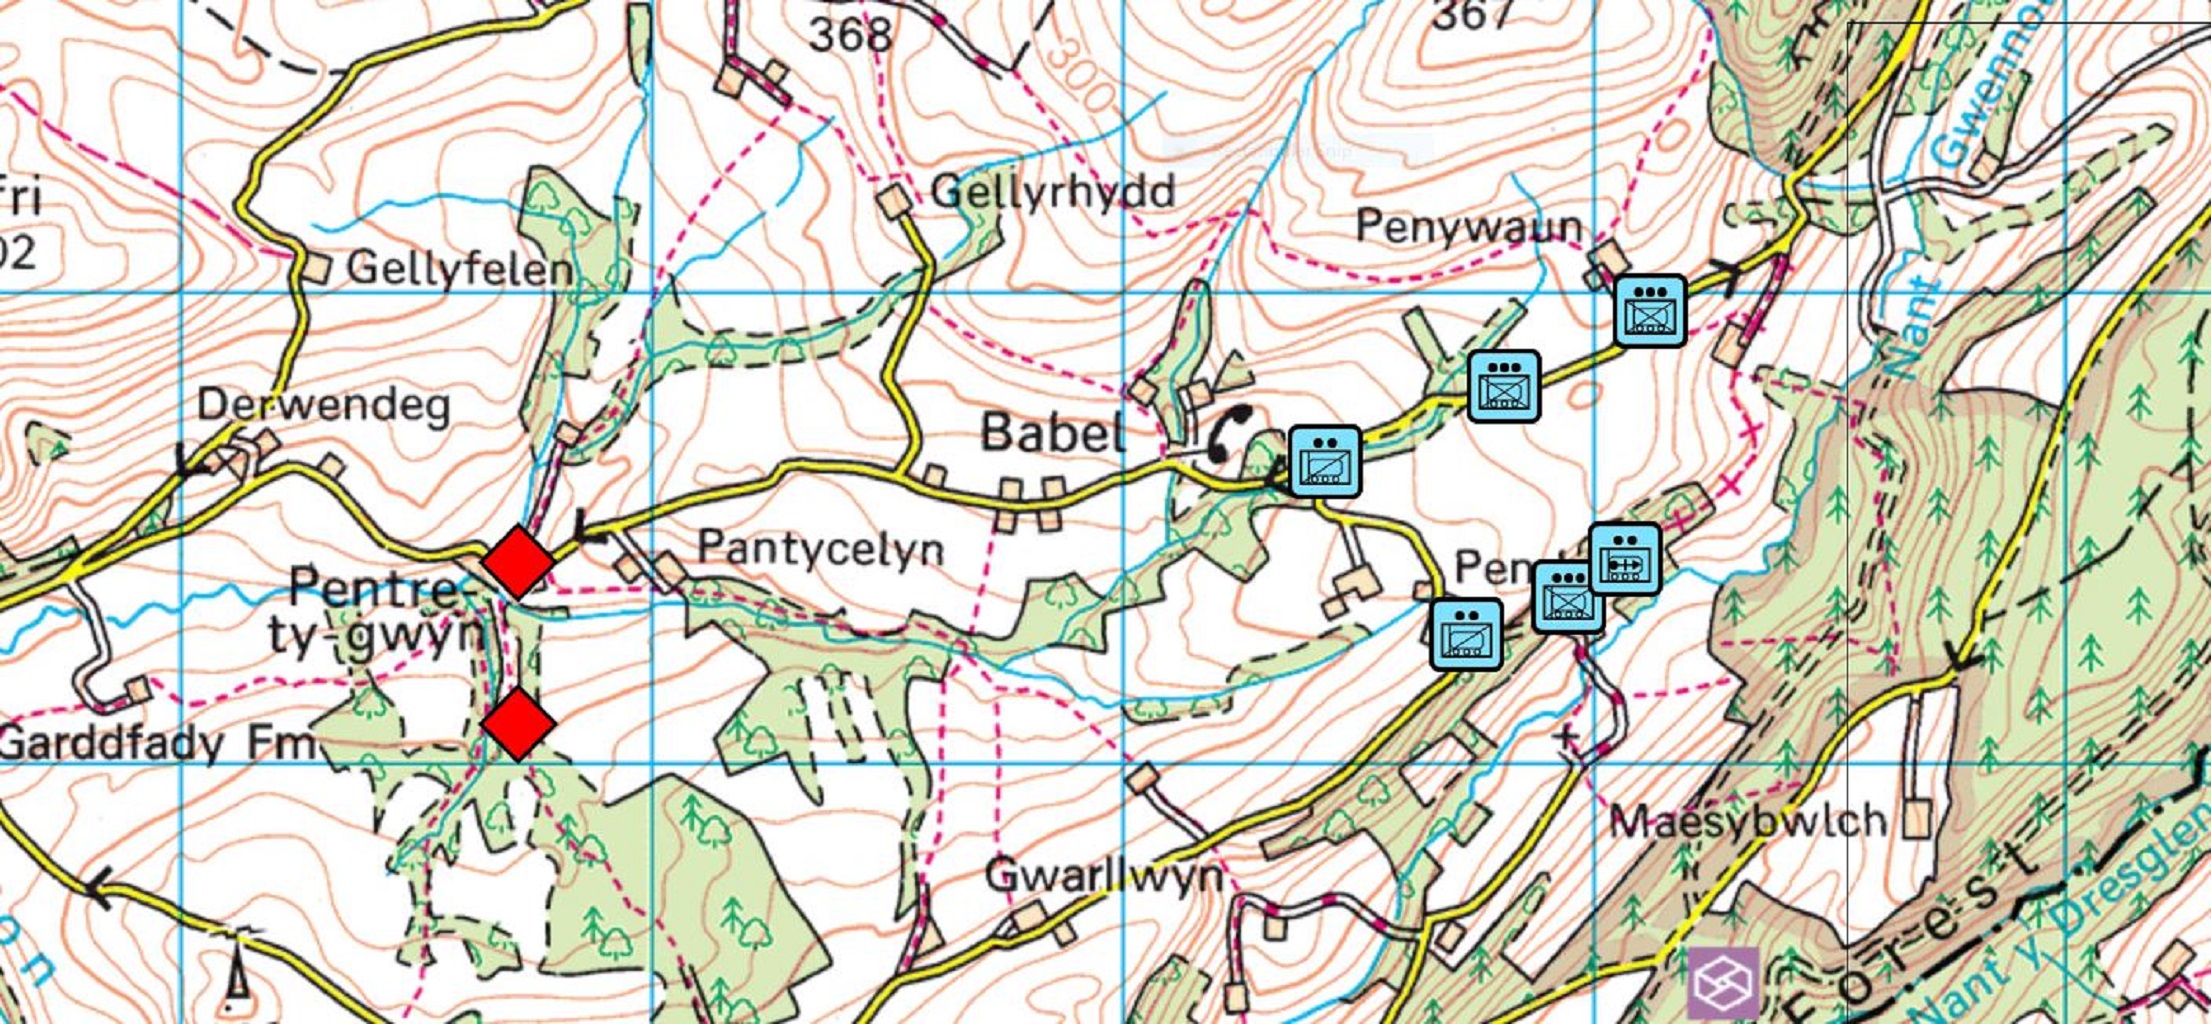 368
367
300
Gwenno
fri
02
Gellyfelen
Gellyrhydd
Penywaun
Nant
Derwendeg
Babel
Pantycelyn
Pen
Pentre-
ty-gwyn
Garddfady Fm
Maesybwlch
Gwarllwyn
Forest
Nant y Dresglen
on